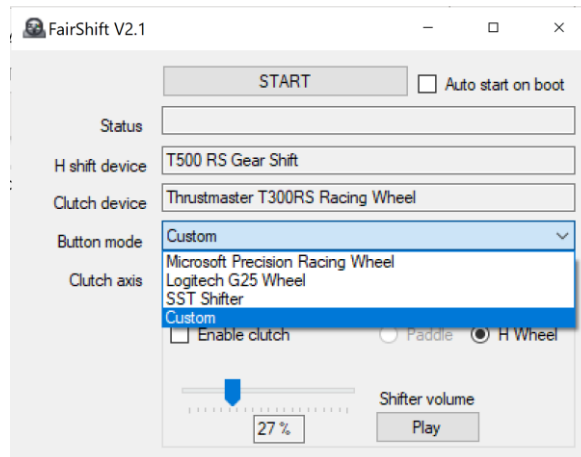 FairShift V2.1
START
Auto start on boot
Status
H shift device T500 RS Gear Shift
Clutch device Thrustmaster T300RS Racing Wheel
Button mode Custom
Microsoft Precision Racing Wheel
Clutch axis Logitech G25 Wheel
SST Shifter
Custom
Enable clutch Paddle H Wheel
Shifter volume
27 % Play